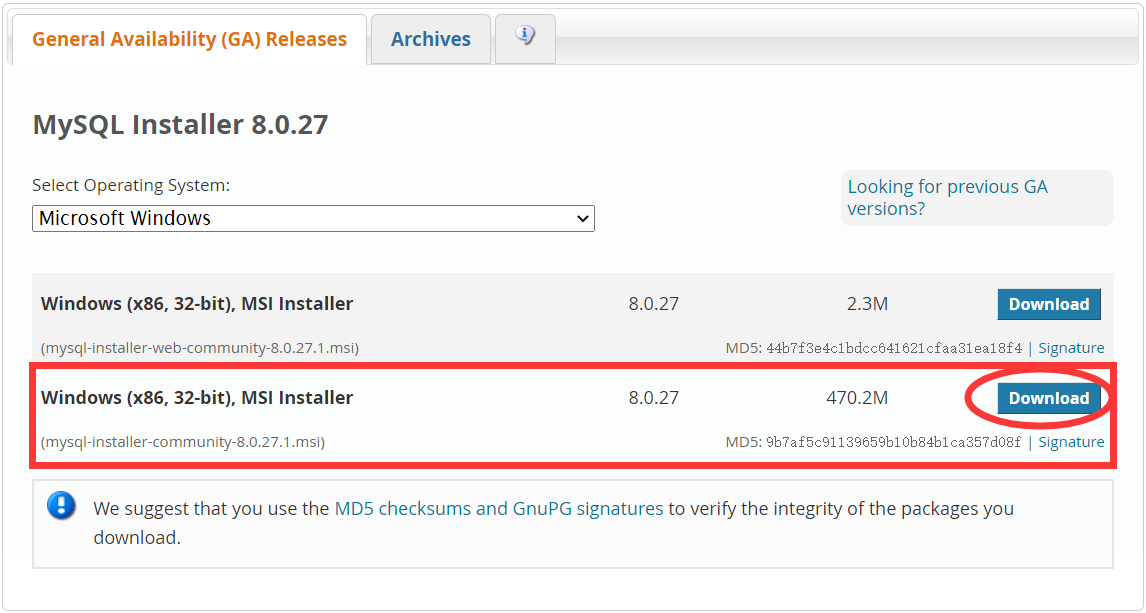 General Availability (GA) Releases Archives
MySQL Installer 8.0.27
Select Operating System:
Looking for previous GA
versions?
Microsoft Windows
Windows (x86, 32-bit), MSI Installer 8.0.27 2.3M Download
(mysql-installer-web-community-8.0.27.1.msi) MD5: 44b7f3e4c1bdcc641621cfaa31ea18f4 | Signature
Windows (x86, 32-bit), MSI Installer 8.0.27 470.2M Download
(mysql-installer-community-8.0.27.1.msi) MD5: 9b7af5c91139659b10b84b1ca357d08f | Signature
We suggest that you use the MD5 checksums and GnuPG signatures to verify the integrity of the packages you
download.